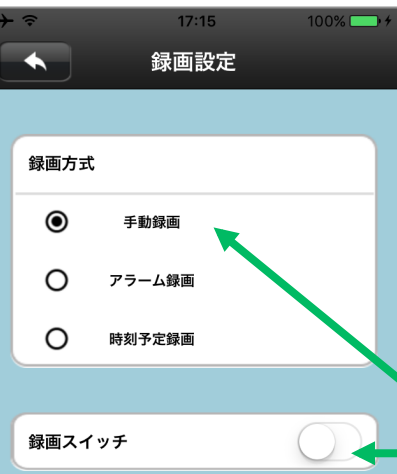 17:15
100%
録画設定
録画方式
手動録画
アラーム録画
時刻予定録画
録画スイッチ